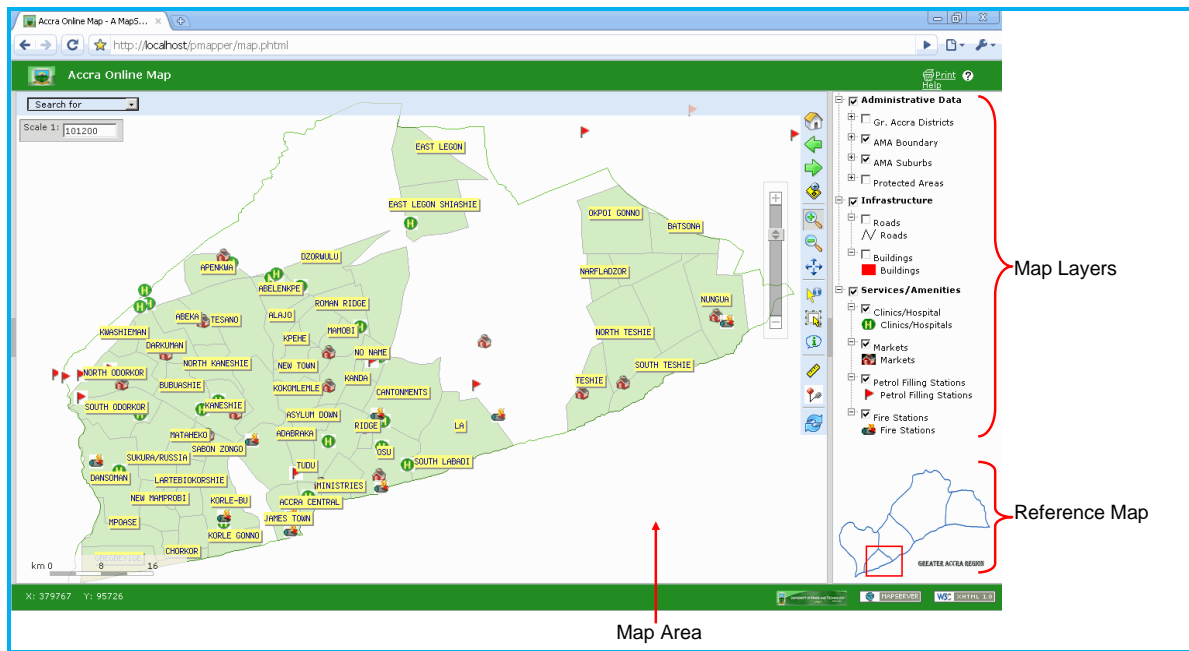 Accra Online Map - A MapS...
http://localhost/pmapper/map.phtml
Accra Online Map
Print
Help
Search for
Scale 1: 101200
EAST LEGON
EAST LEGON SHIASHIE
OKPOI GONNO
BATSONA
DZORWULU
APENKWA
NARFLADZOR
ABELENKPE
ROMAN RIDGE
NUNGUA
ABEKA
TESANO
ALAJO
KWASHIEMAN
MAMOBI
NORTH TESHIE
KPEHE
DARKUMAN
NO NAME
NORTH KANESHIE
NEW TOWN
SOUTH TESHIE
NORTH ODORKOR
KANDA
TESHIE
BUBUASHIE
KOKOMLEMLE
CANTONMENTS
SOUTH ODORKOR
KANESHIE
ASYLUM DOWN
RIDGE
LA
MATAHEKO
ADABRAKA
SABON ZONGO
OSU
SUKURA/RUSSIA
TUDU
SOUTH LABADI
DANSOMAN
LARTEBIOKORSHIE
MINISTRIES
NEW MAMPROBI
KORLE-BU
ACCRA CENTRAL
MPOASE
JAMES TOWN
KORLE GONNO
CHORKOR
km 0 8 16
Administrative Data
Gr. Accra Districts
AMA Boundary
AMA Suburbs
Protected Areas
Infrastructure
Roads
Roads
Buildings
Buildings
Services/Amenities
Clinics/Hospital
Clinics/Hospitals
Markets
Markets
Petrol Filling Stations
Petrol Filling Stations
Fire Stations
Fire Stations
GREATER ACCRA REGION
Map Layers
Reference Map
X: 379767 Y: 95726
MAPSERVER
W3C XHTML 1.0
Map Area